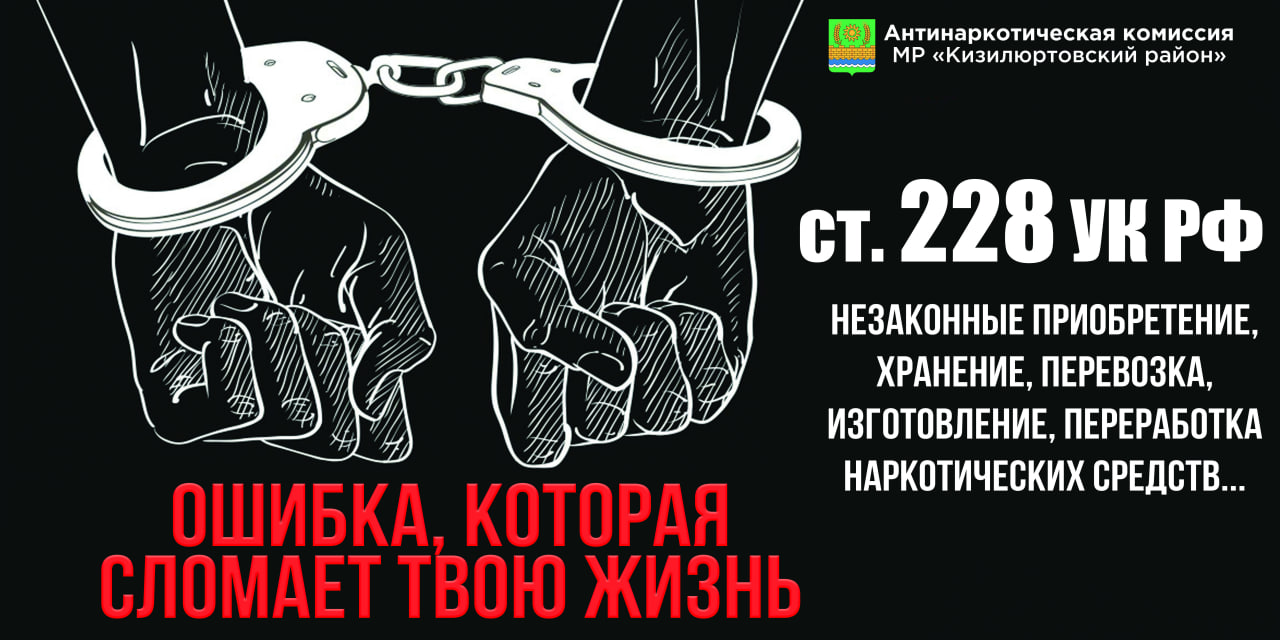 Антинаркотическая комиссия
МР «Кизилюртовский район»
ст. 228 УК РФ
НЕЗАКОННЫЕ ПРИОБРЕТЕНИЕ,
ХРАНЕНИЕ, ПЕРЕВОЗКА,
ИЗГОТОВЛЕНИЕ, ПЕРЕРАБОТКА
НАРКОТИЧЕСКИХ СРЕДСТВ...
ОШИБКА, КОТОРАЯ
СЛОМАЕТ ТВОЮ ЖИЗНЬ